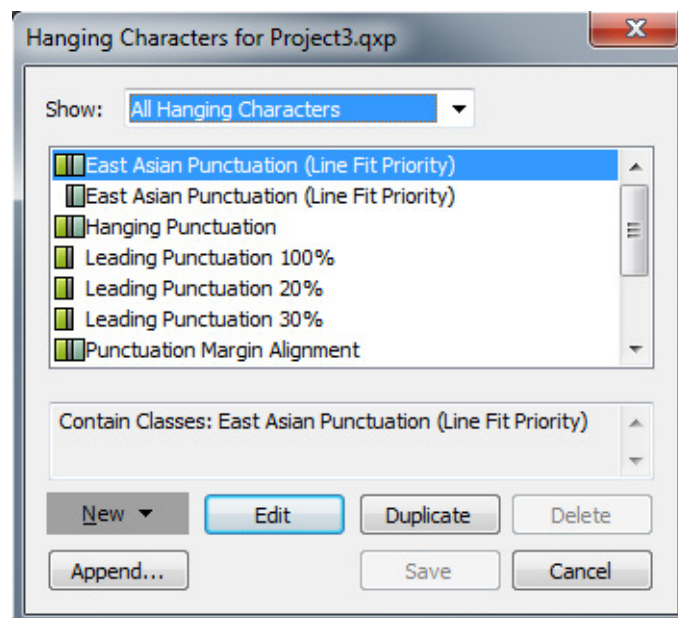 Hanging Characters for Project3.qxp
Show: All Hanging Characters
East Asian Punctuation (Line Fit Priority)
East Asian Punctuation (Line Fit Priority)
Hanging Punctuation
Leading Punctuation 100%
Leading Punctuation 20%
Leading Punctuation 30%
Punctuation Margin Alignment
Contain Classes: East Asian Punctuation (Line Fit Priority)
New Edit Duplicate Delete
Append... Save Cancel